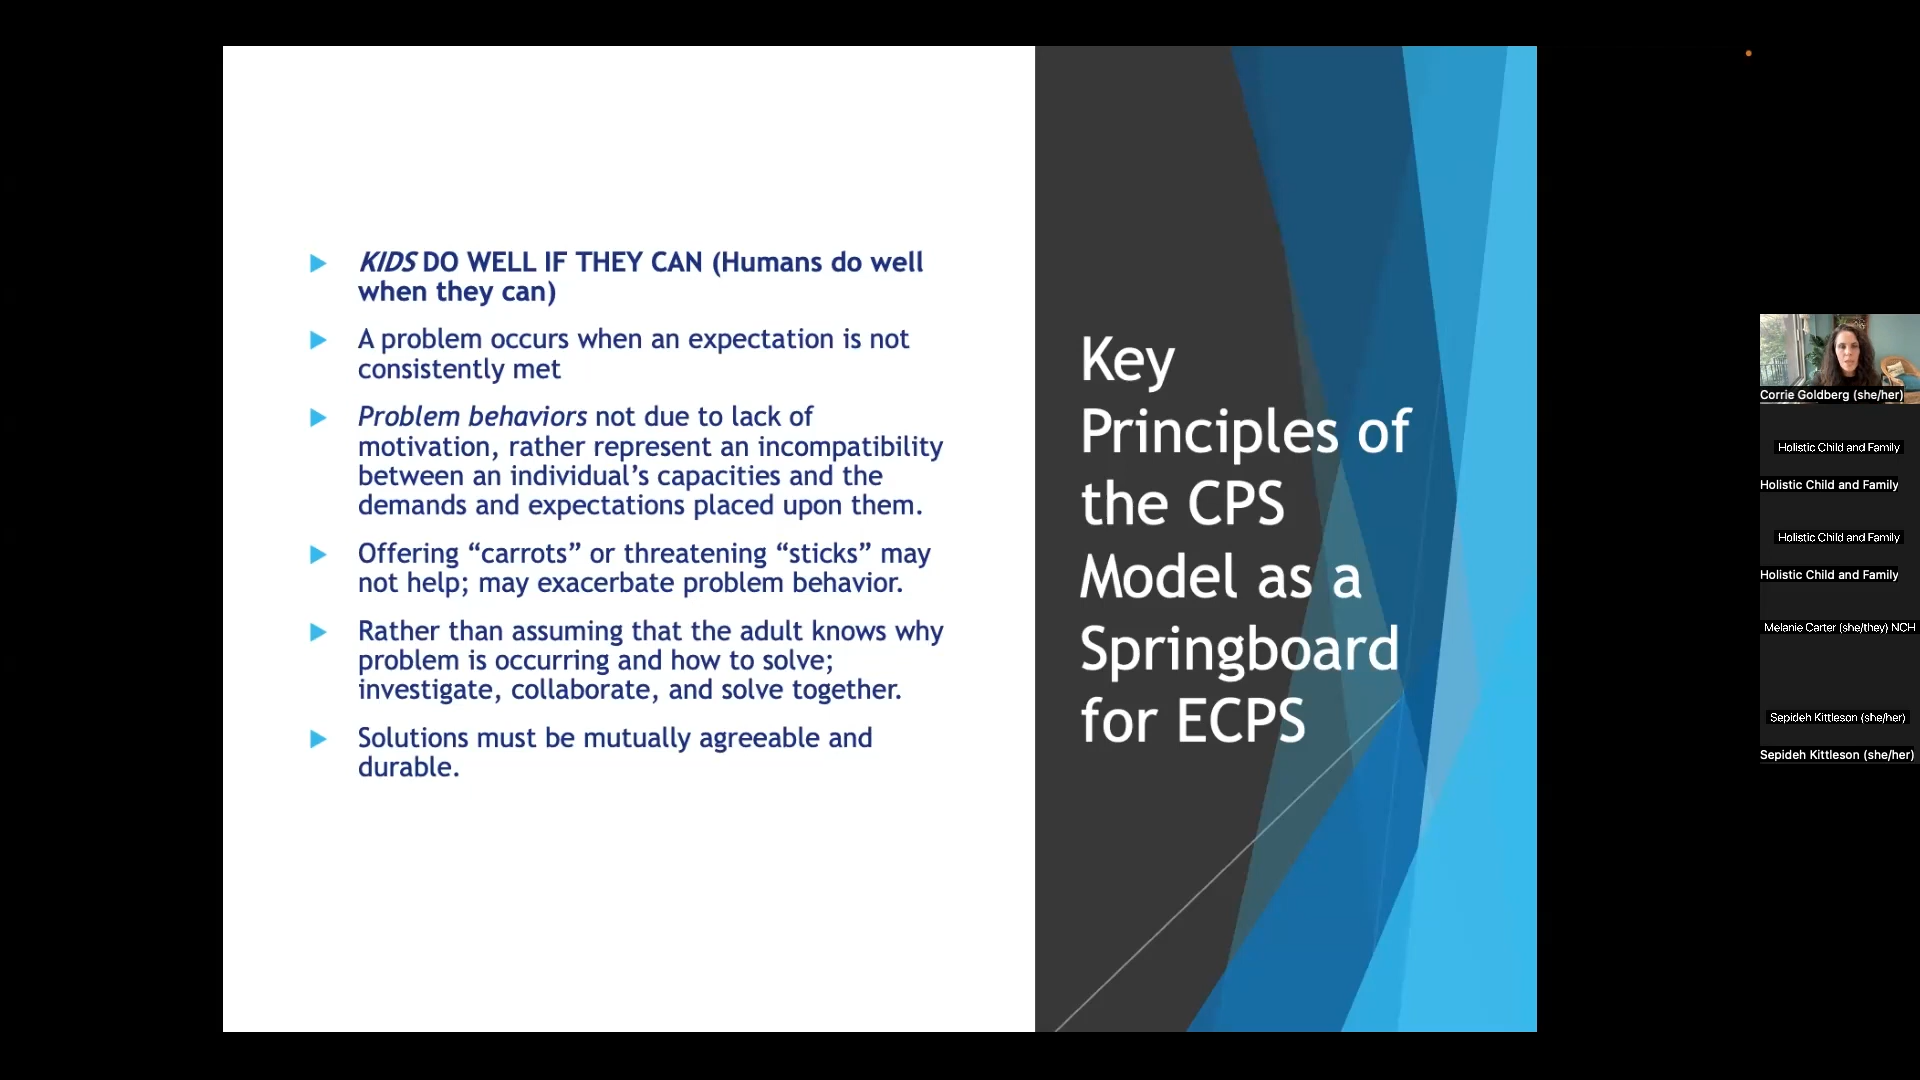 KIDS DO WELL IF THEY CAN (Humans do well
when they can)
A problem occurs when an expectation is not
consistently met
Problem behaviors not due to lack of
motivation, rather represent an incompatibility
between an individual’s capacities and the
demands and expectations placed upon them.
Offering “carrots” or threatening “sticks” may
not help; may exacerbate problem behavior.
Rather than assuming that the adult knows why
problem is occurring and how to solve;
investigate, collaborate, and solve together.
Solutions must be mutually agreeable and
durable.
Key
Principles of
the CPS
Model as a
Springboard
for ECPS
Corrie Goldberg (she/her)
Holistic Child and Family
Holistic Child and Family
Holistic Child and Family
Holistic Child and Family
Melanie Carter (she/they) NCH
Sepideh Kittleson (she/her)
Sepideh Kittleson (she/her)